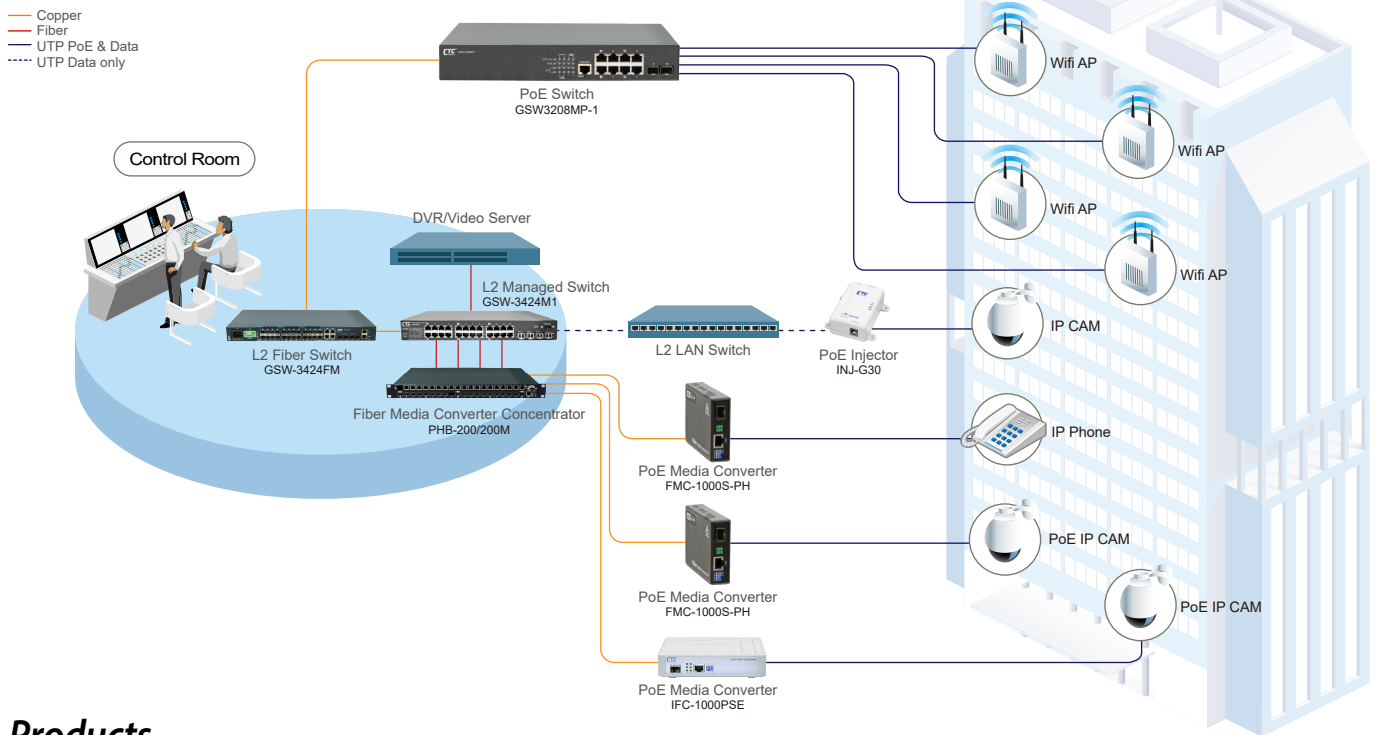 Copper
Fiber
UTP PoE & Data
UTP Data only
CTC
PoE Switch
GSW3208MP-1
Wifi AP
Wifi AP
Wifi AP
Wifi AP
Control Room
DVR/Video Server
L2 Managed Switch
GSW-3424M1
L2 Fiber Switch
GSW-3424FM
L2 LAN Switch
CTC
PoE Injector
INJ-G30
IP CAM
Fiber Media Converter Concentrator
PHB-200/200M
IP Phone
PoE Media Converter
FMC-1000S-PH
PoE IP CAM
PoE Media Converter
FMC-1000S-PH
PoE IP CAM
CTC
PoE Media Converter
IFC-1000PSE
Products